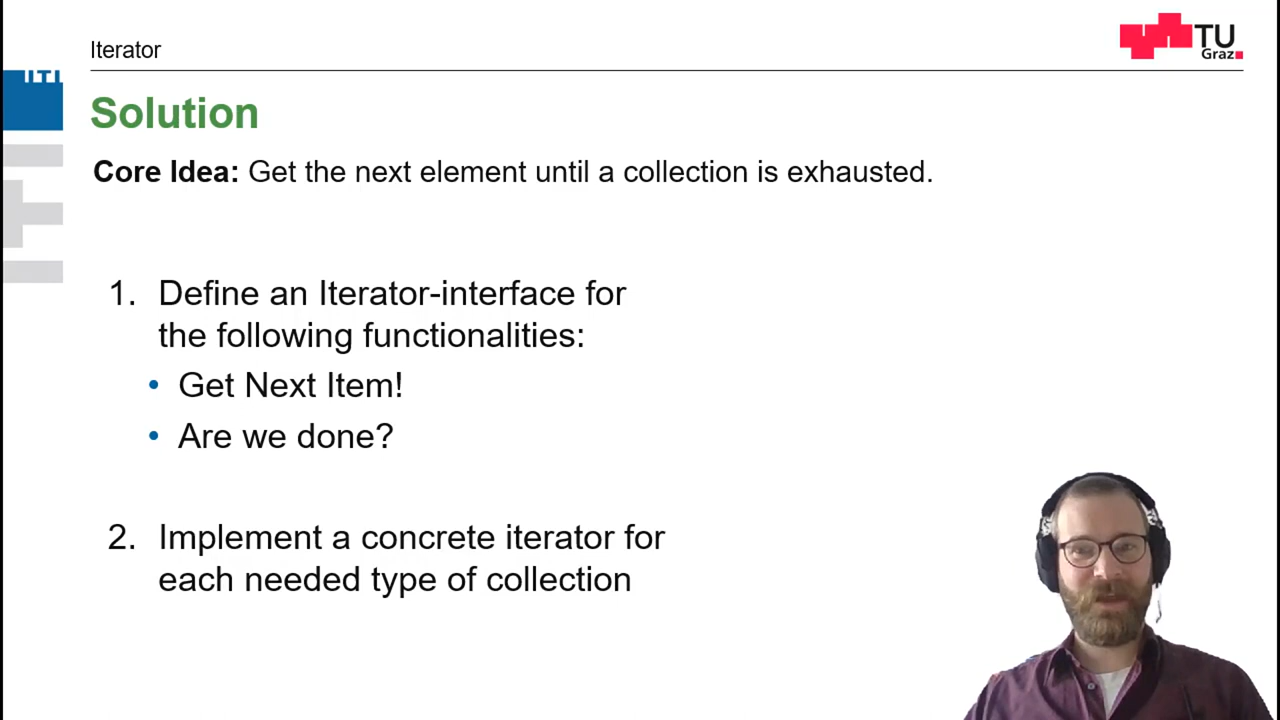 Iterator
TU
Graz
ITI
Solution
Core Idea: Get the next element until a collection is exhausted.
1. Define an Iterator-interface for
the following functionalities:
• Get Next Item!
• Are we done?
2. Implement a concrete iterator for
each needed type of collection